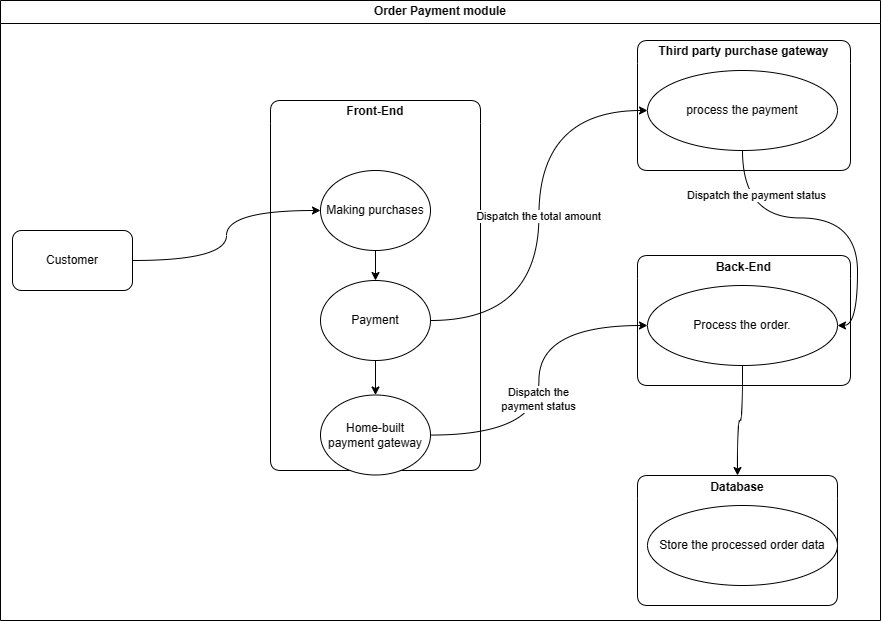 Order Payment module
Third party purchase gateway
process the payment
Front-End
Making purchases
Dispatch the payment status
Dispatch the total amount
Customer
Back-End
Payment
Process the order.
Dispatch the
payment status
Home-built
payment gateway
Database
Store the processed order data